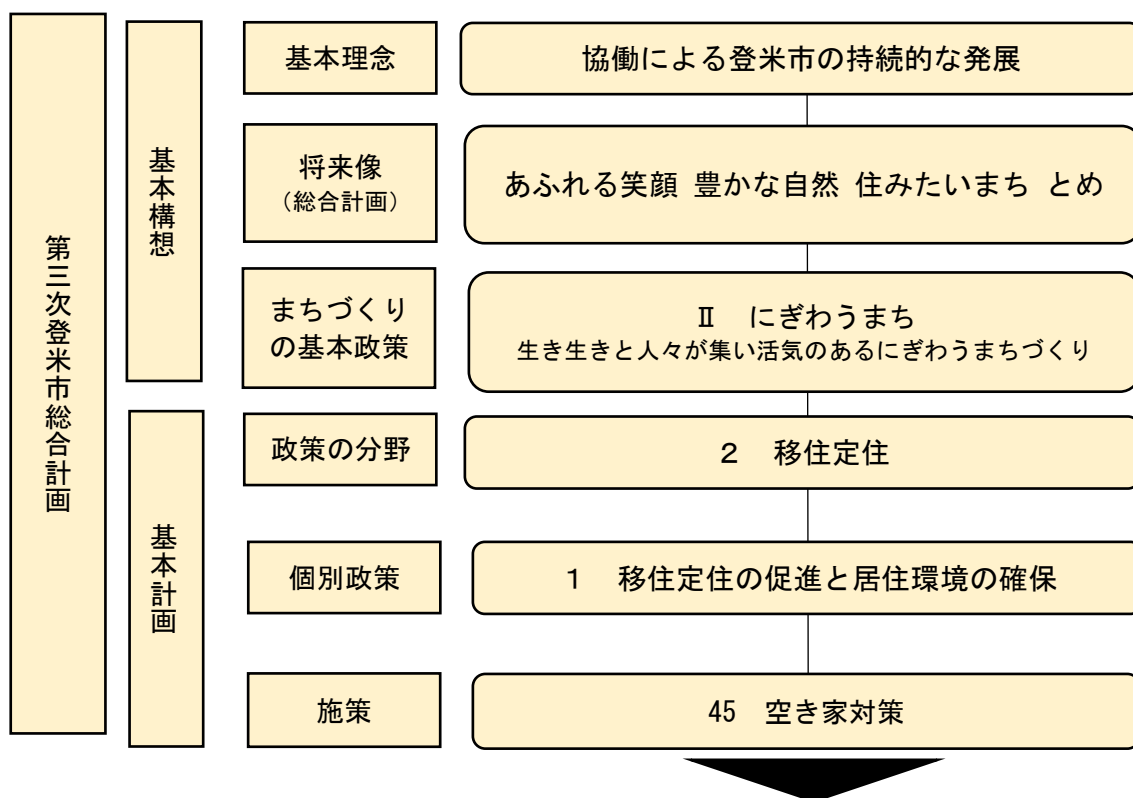 第三次登米市総合計画
基本構想
基本理念
協働による登米市の持続的な発展
将来像
（総合計画）
あふれる笑顔 豊かな自然 住みたいまち とめ
まちづくり
の基本政策
Ⅱ　にぎわうまち
生き生きと人々が集い活気のあるにぎわうまちづくり
基本計画
政策の分野
２　移住定住
個別政策
１　移住定住の促進と居住環境の確保
施策
45　空き家対策